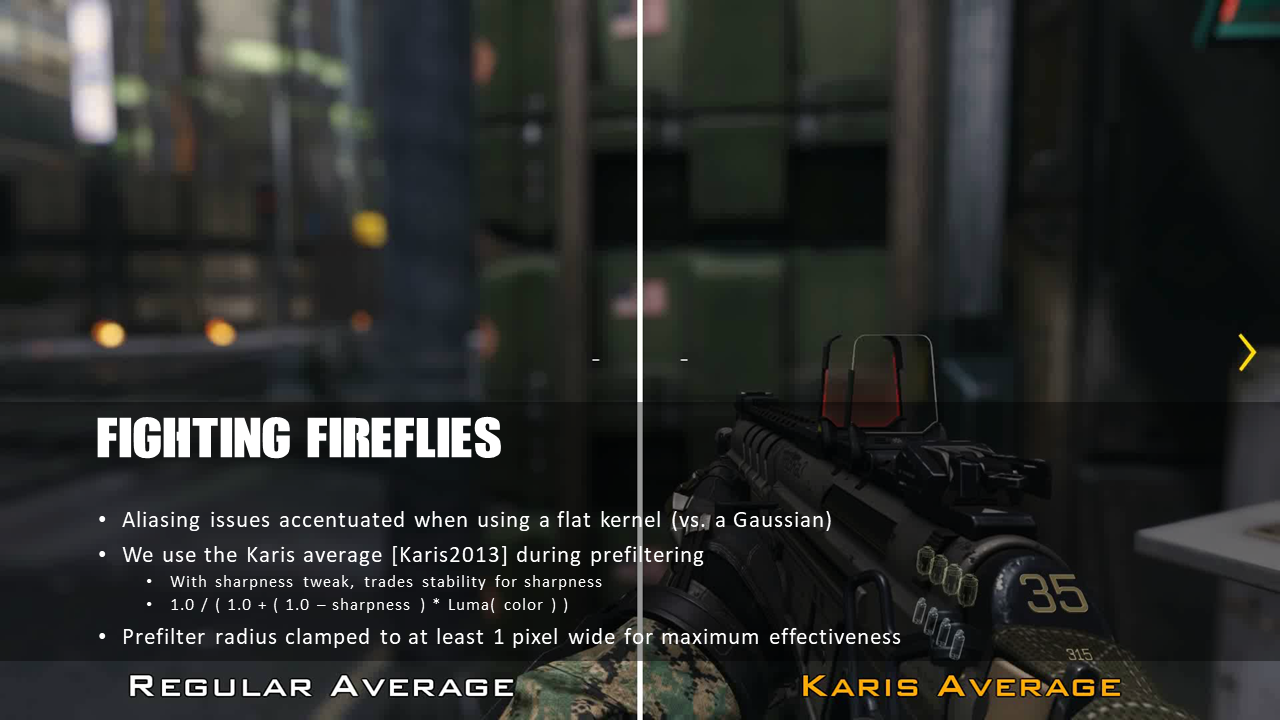 FIGHTING FIREFLIES
• Aliasing issues accentuated when using a flat kernel (vs. a Gaussian)
• We use the Karis average [Karis2013] during prefiltering
• With sharpness tweak, trades stability for sharpness
• 1.0 / ( 1.0 + ( 1.0 – sharpness ) * Luma( color ) )
• Prefilter radius clamped to at least 1 pixel wide for maximum effectiveness
35
315
Regular Average
Karis Average